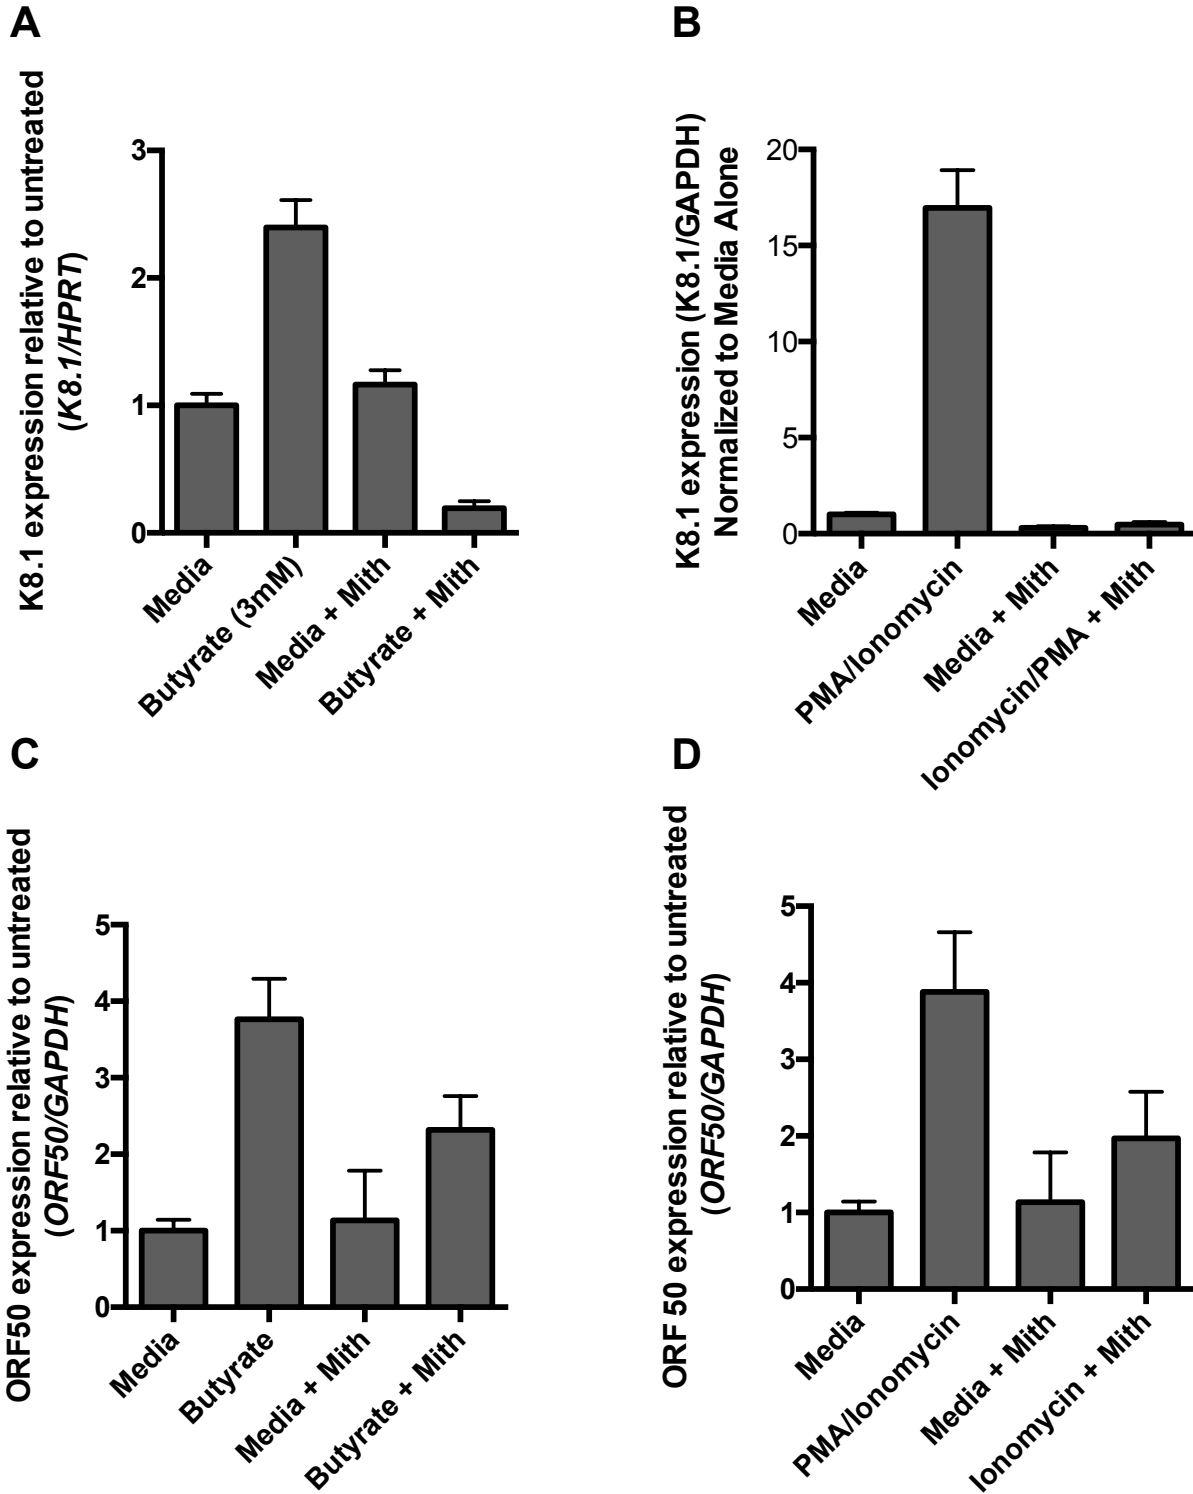 A
K8.1 expression relative to untreated
(K8.1/HPRT)
3
2
1
0
Media
Butyrate (3mM)
Media + Mith
Butyrate + Mith
B
K8.1 expression (K8.1/GAPDH)
Normalized to Media Alone
20
15
10
5
0
Media
PMA/Ionomycin
Media + Mith
Ionomycin/PMA + Mith
C
ORF50 expression relative to untreated
(ORF50/GAPDH)
5
4
3
2
1
0
Media
Butyrate
Media + Mith
Butyrate + Mith
D
ORF 50 expression relative to untreated
(ORF50/GAPDH)
5
4
3
2
1
0
Media
PMA/Ionomycin
Media + Mith
Ionomycin + Mith